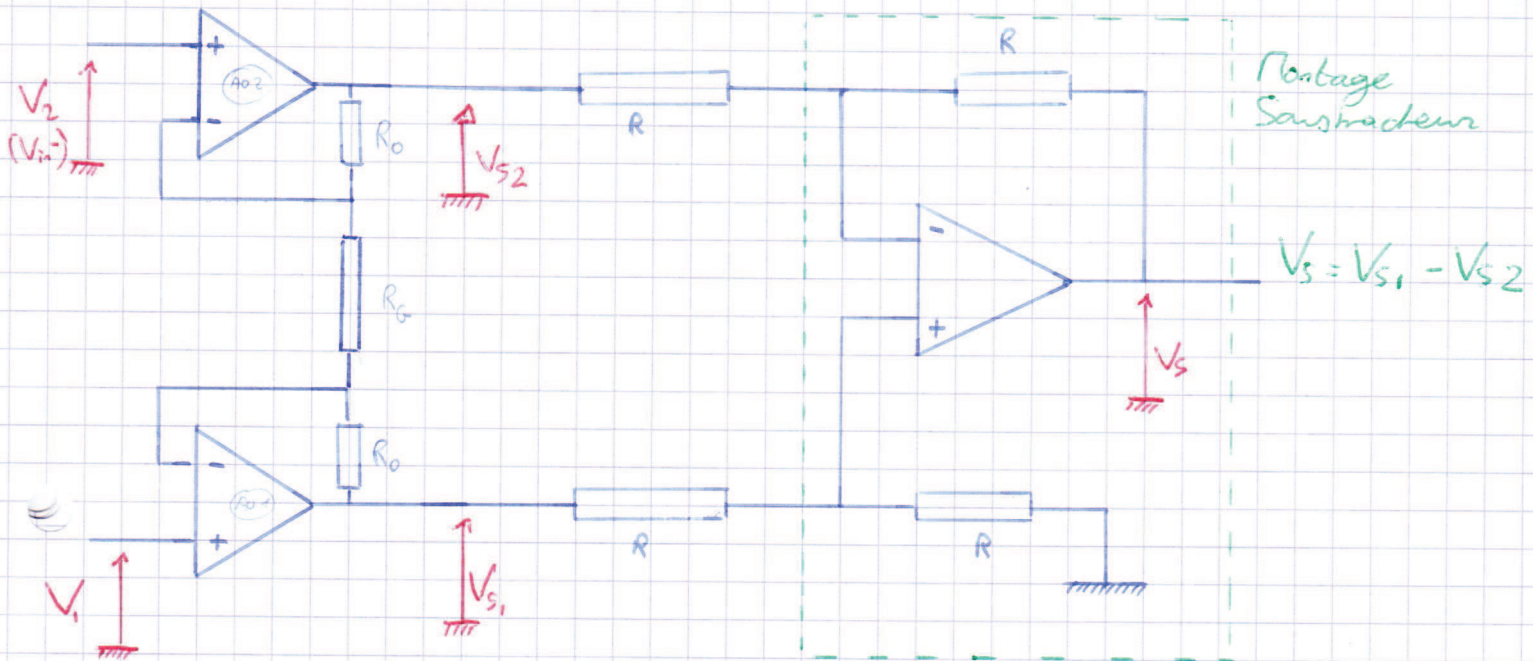 R
Montage
Soustracteur
+
AO2
-
V2
(Vin-)
R0
VS2
R
RG
-
+
VS = VS1 - VS2
VS
R0
-
+
V1
VS1
R
R